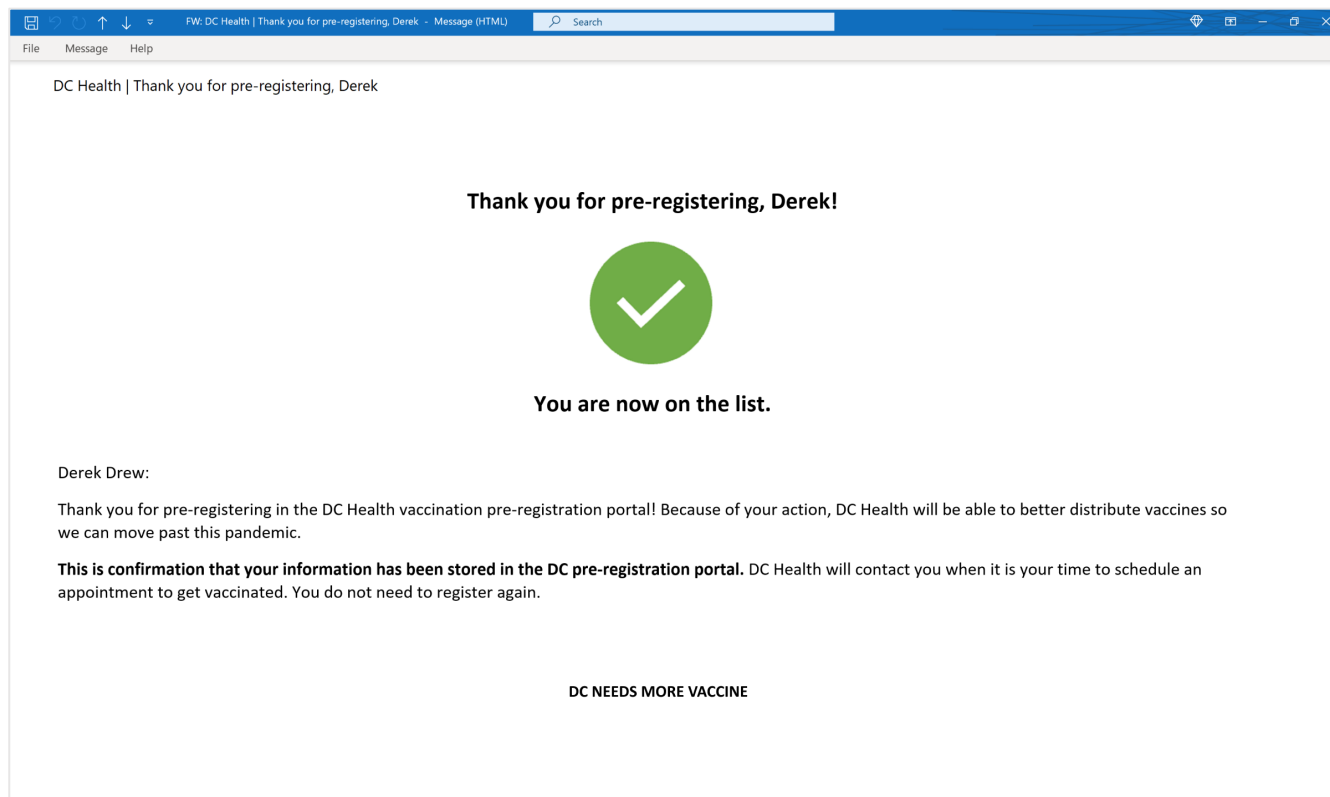 FW: DC Health | Thank you for pre-registering, Derek - Message (HTML)
Search
File Message Help
DC Health | Thank you for pre-registering, Derek
Thank you for pre-registering, Derek!
You are now on the list.
Derek Drew:
Thank you for pre-registering in the DC Health vaccination pre-registration portal! Because of your action, DC Health will be able to better distribute vaccines so
we can move past this pandemic.
This is confirmation that your information has been stored in the DC pre-registration portal. DC Health will contact you when it is your time to schedule an
appointment to get vaccinated. You do not need to register again.
DC NEEDS MORE VACCINE